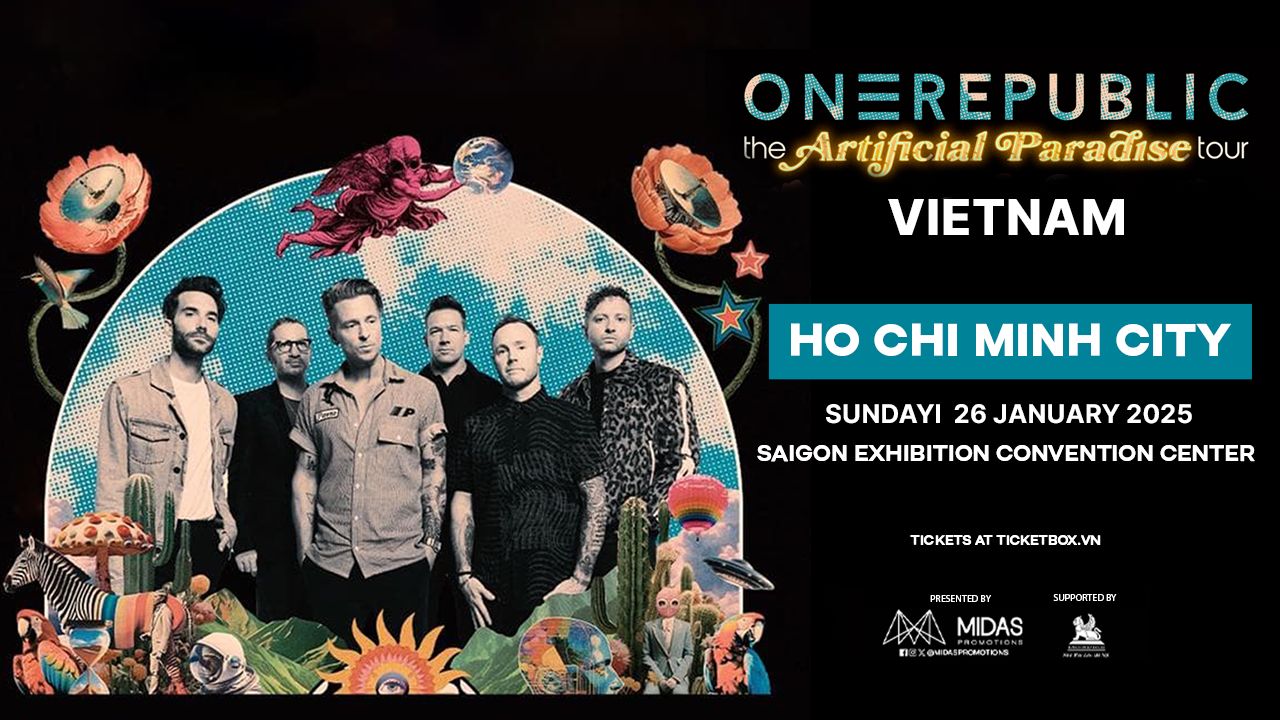 ONEREPUBLIC
the Artificial Paradise tour
VIETNAM
HO CHI MINH CITY
SUNDAYI 26 JANUARY 2025
SAIGON EXHIBITION CONVENTION CENTER
TICKETS AT TICKETBOX.VN
PRESENTED BY
MIDAS
PROMOTIONS
@MIDASPROMOTIONS
SUPPORTED BY